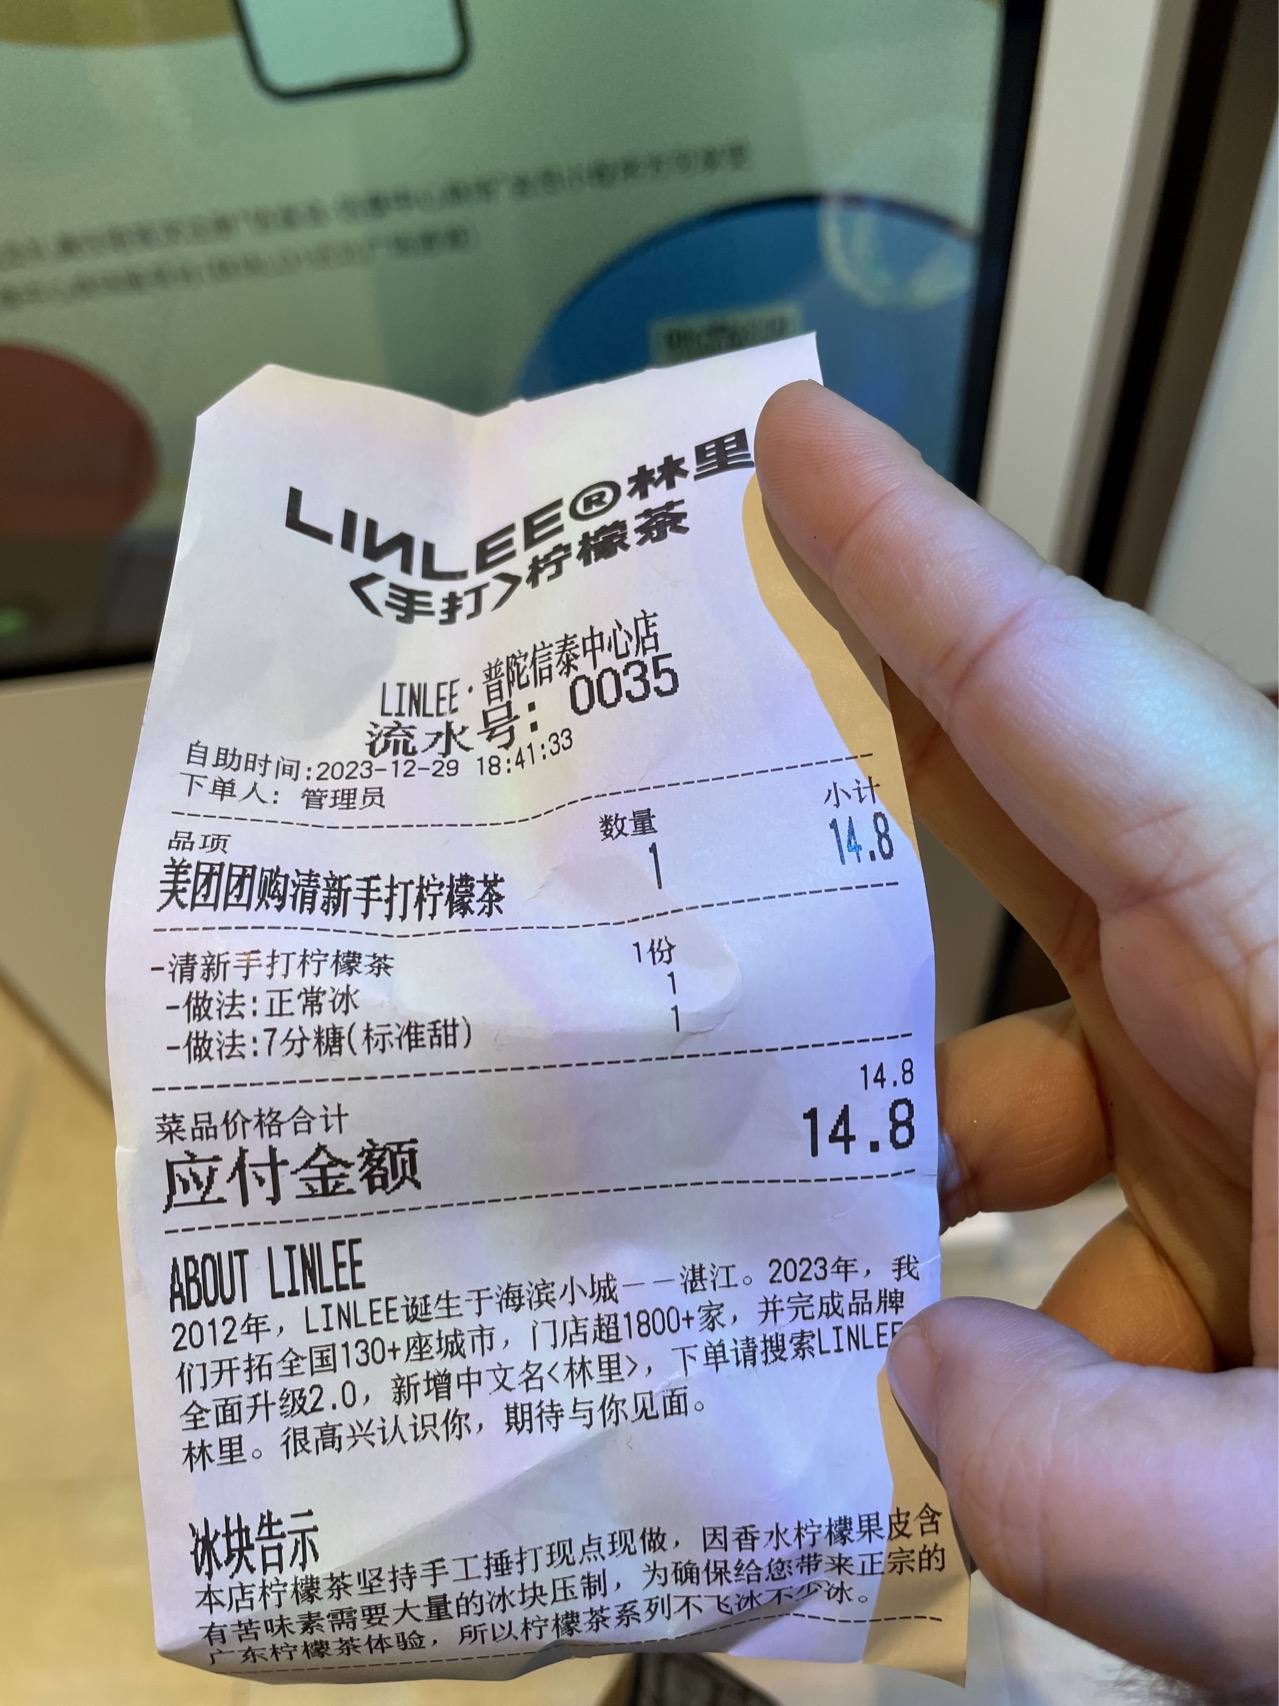 LINLEE®林里
<手打>柠檬茶
LINLEE·普陀信泰中心店
流水号: 0035
自助时间:2023-12-29 18:41:33
下单人: 管理员
品项 数量 小计
美团团购清新手打柠檬茶 1 14.8
-清新手打柠檬茶 1份
-做法:正常冰 1
-做法:7分糖(标准甜) 1
菜品价格合计 14.8
应付金额 14.8
ABOUT LINLEE
2012年, LINLEE诞生于海滨小城——湛江。2023年, 我
们开拓全国130+座城市, 门店超1800+家, 并完成品牌
全面升级2.0, 新增中文名<林里>, 下单请搜索LINLEE
林里。很高兴认识你, 期待与你见面。
冰块告示
本店柠檬茶坚持手工捶打现点现做, 因香水柠檬果皮含
有苦味素需要大量的冰块压制, 为确保给您带来正宗的
广东柠檬茶体验, 所以柠檬茶系列不飞冰不少冰。